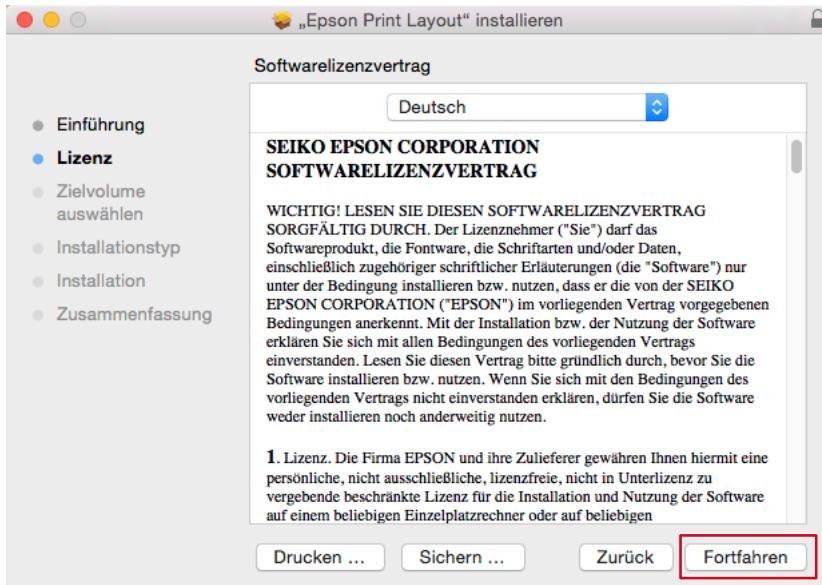 „Epson Print Layout“ installieren
Softwarelizenzvertrag
Einführung
Lizenz
Zielvolume
auswählen
Installationstyp
Installation
Zusammenfassung
Deutsch
SEIKO EPSON CORPORATION
SOFTWARELIZENZVERTRAG
WICHTIG! LESEN SIE DIESEN SOFTWARELIZENZVERTRAG
SORGFÄLTIG DURCH. Der Lizenznehmer ("Sie") darf das
Softwareprodukt, die Fontware, die Schriftarten und/oder Daten,
einschließlich zugehöriger schriftlicher Erläuterungen (die "Software") nur
unter der Bedingung installieren bzw. nutzen, dass er die von der SEIKO
EPSON CORPORATION ("EPSON") im vorliegenden Vertrag vorgegebenen
Bedingungen anerkennt. Mit der Installation bzw. der Nutzung der Software
erklären Sie sich mit allen Bedingungen des vorliegenden Vertrags
einverstanden. Lesen Sie diesen Vertrag bitte gründlich durch, bevor Sie die
Software installieren bzw. nutzen. Wenn Sie sich mit den Bedingungen des
vorliegenden Vertrags nicht einverstanden erklären, dürfen Sie die Software
weder installieren noch anderweitig nutzen.
1. Lizenz. Die Firma EPSON und ihre Zulieferer gewähren Ihnen hiermit eine
persönliche, nicht ausschließliche, lizenzfreie, nicht in Unterlizenz zu
vergebende beschränkte Lizenz für die Installation und Nutzung der Software
auf einem beliebigen Einzelplatzrechner oder auf beliebigen
Drucken ...
Sichern ...
Zurück
Fortfahren